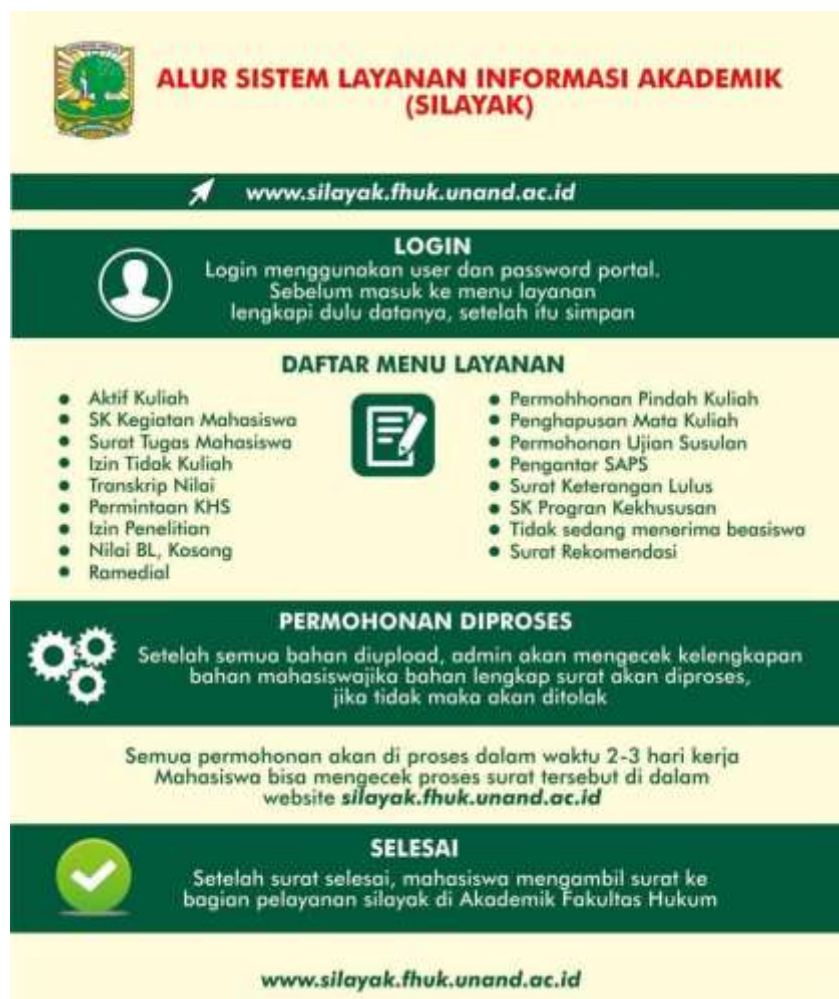 ALUR SISTEM LAYANAN INFORMASI AKADEMIK
(SILAYAK)
www.silayak.fhuk.unand.ac.id
LOGIN
Login menggunakan user dan password portal.
Sebelum masuk ke menu layanan
lengkapi dulu datanya, setelah itu simpan
DAFTAR MENU LAYANAN
Aktif Kuliah
SK Kegiatan Mahasiswa
Surat Tugas Mahasiswa
Izin Tidak Kuliah
Transkrip Nilai
Permintaan KHS
Izin Penelitian
Nilai BL, Kosong
Ramedial
Permohhonan Pindah Kuliah
Penghapusan Mata Kuliah
Permohonan Ujian Susulan
Pengantar SAPS
Surat Keterangan Lulus
SK Progran Kekhususan
Tidak sedang menerima beasiswa
Surat Rekomendasi
PERMOHONAN DIPROSES
Setelah semua bahan diupload, admin akan mengecek kelengkapan
bahan mahasiswajika bahan lengkap surat akan diproses,
jika tidak maka akan ditolak
Semua permohonan akan di proses dalam waktu 2-3 hari kerja
Mahasiswa bisa mengecek proses surat tersebut di dalam
website silayak.fhuk.unand.ac.id
SELESAI
Setelah surat selesai, mahasiswa mengambil surat ke
bagian pelayanan silayak di Akademik Fakultas Hukum
www.silayak.fhuk.unand.ac.id